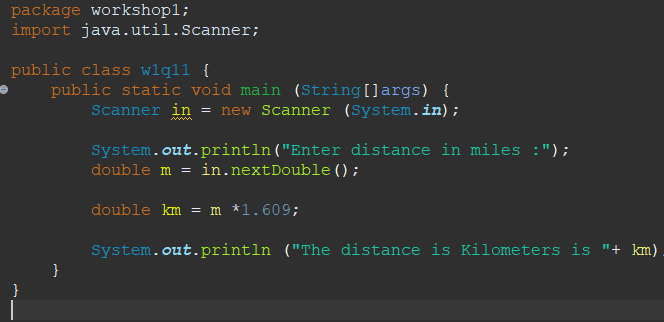 package workshop1;
import java.util.Scanner;
public class w1q11 {
public static void main (String[]args) {
Scanner in = new Scanner (System.in);
System.out.println("Enter distance in miles :");
double m = in.nextDouble();
double km = m *1.609;
System.out.println ("The distance is Kilometers is "+ km)
}
}